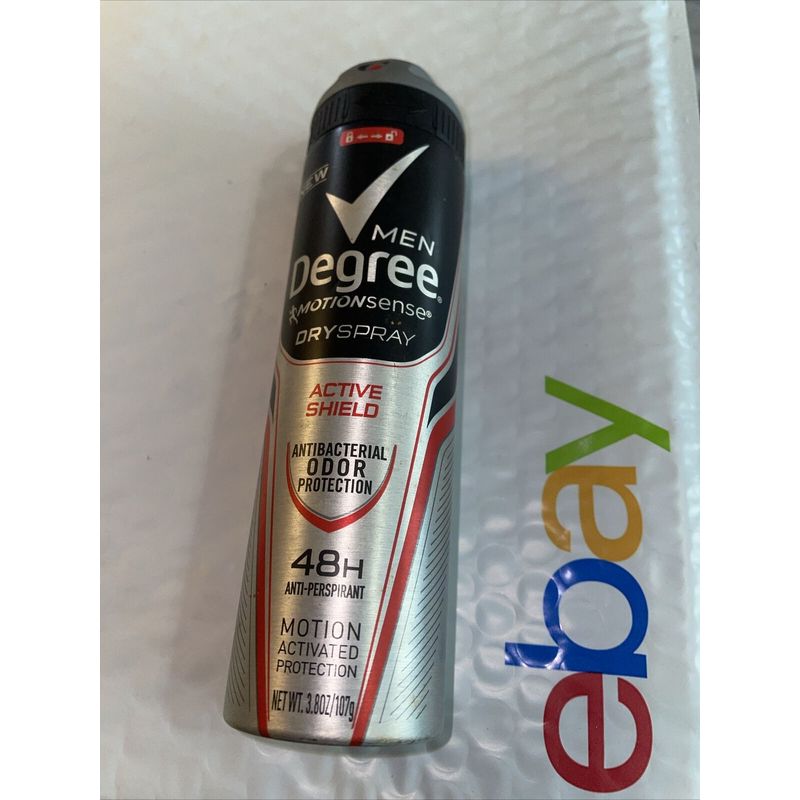 NEW
MEN
Degree®
MOTIONsense®
DRYSPRAY
ACTIVE
SHIELD
ANTIBACTERIAL
ODOR
PROTECTION
48H
ANTI-PERSPIRANT
MOTION
ACTIVATED
PROTECTION
NET WT. 3.8OZ/107g
ebay